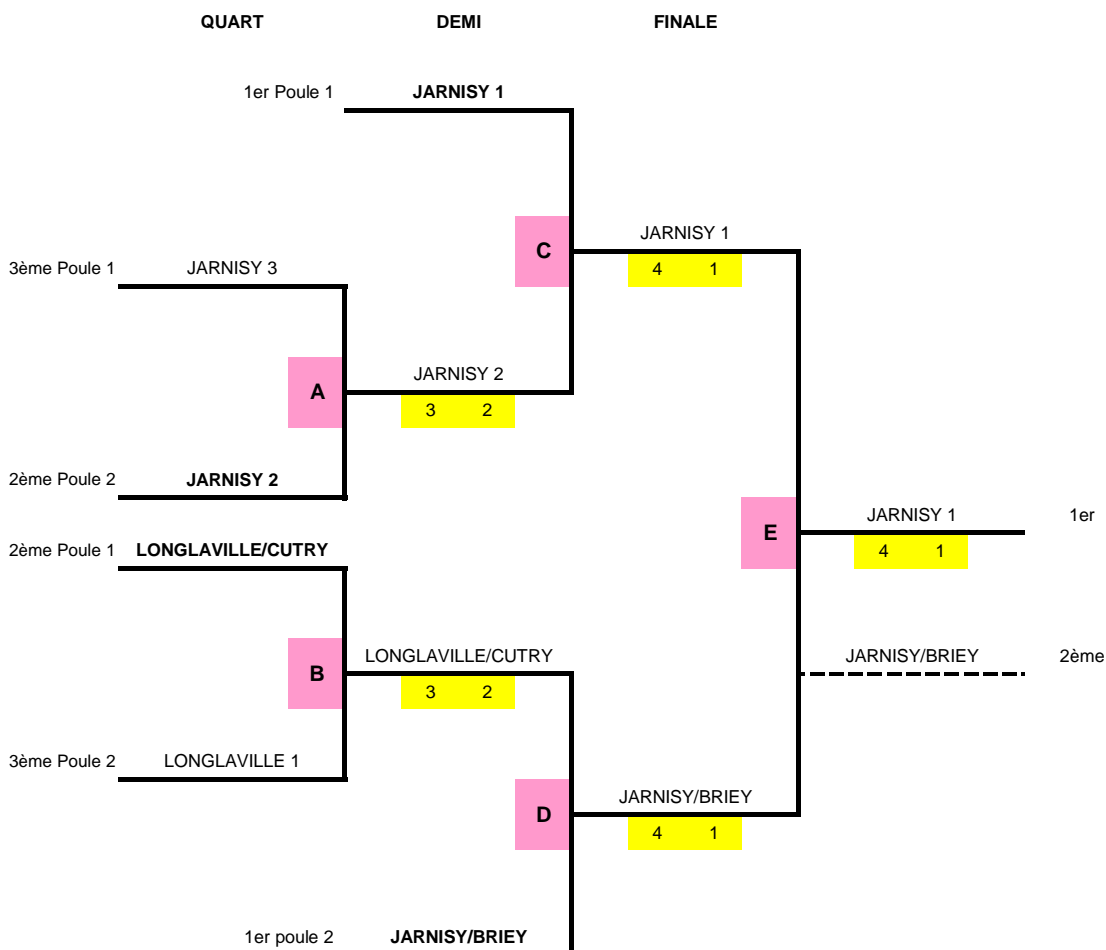 QUART DEMI FINALE
1er Poule 1 JARNISY 1
C JARNISY 1
3ème Poule 1 JARNISY 3 4 1
A JARNISY 2
3 2
2ème Poule 2 JARNISY 2
E JARNISY 1 1er
2ème Poule 1 LONGLAVILLE/CUTRY 4 1
B LONGLAVILLE/CUTRY JARNISY/BRIEY 2ème
3 2
3ème Poule 2 LONGLAVILLE 1
D JARNISY/BRIEY
4 1
1er poule 2 JARNISY/BRIEY